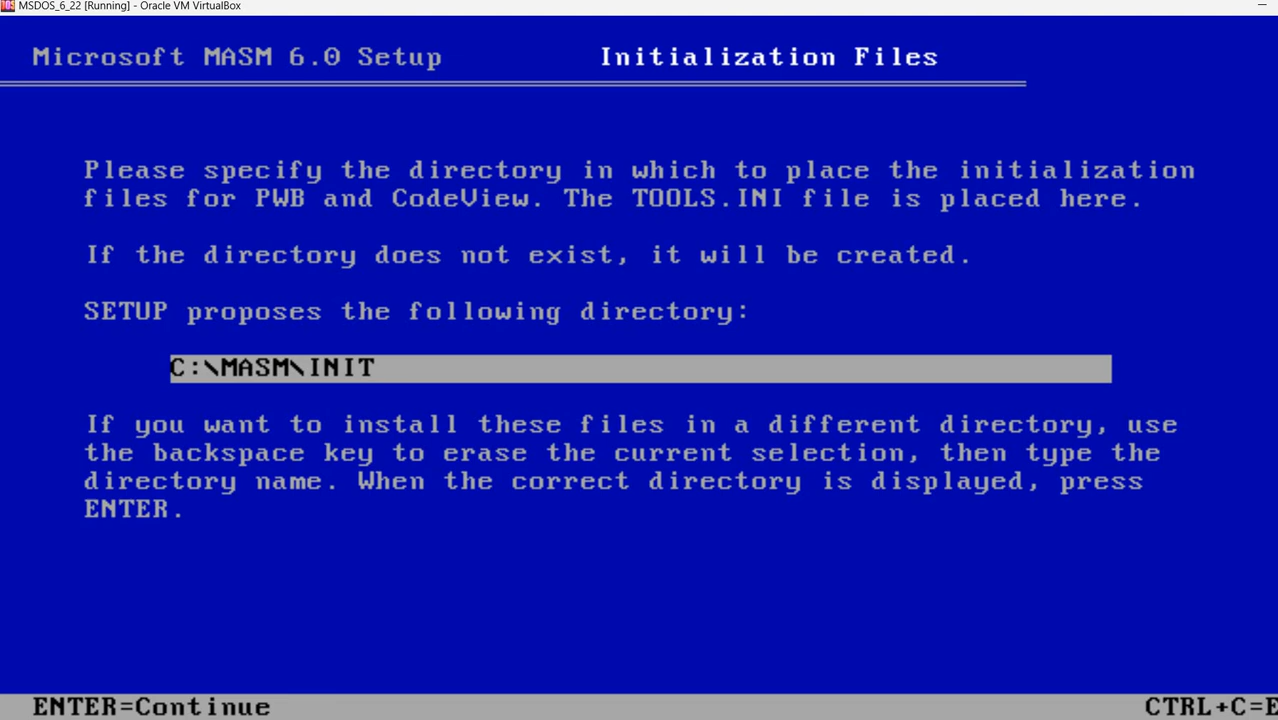 MSDOS_6_22 [Running] - Oracle VM VirtualBox
Microsoft MASM 6.0 Setup Initialization Files
Please specify the directory in which to place the initialization
files for PWB and CodeView. The TOOLS.INI file is placed here.
If the directory does not exist, it will be created.
SETUP proposes the following directory:
C:\MASM\INIT
If you want to install these files in a different directory, use
the backspace key to erase the current selection, then type the
directory name. When the correct directory is displayed, press
ENTER.
ENTER=Continue CTRL+C=E